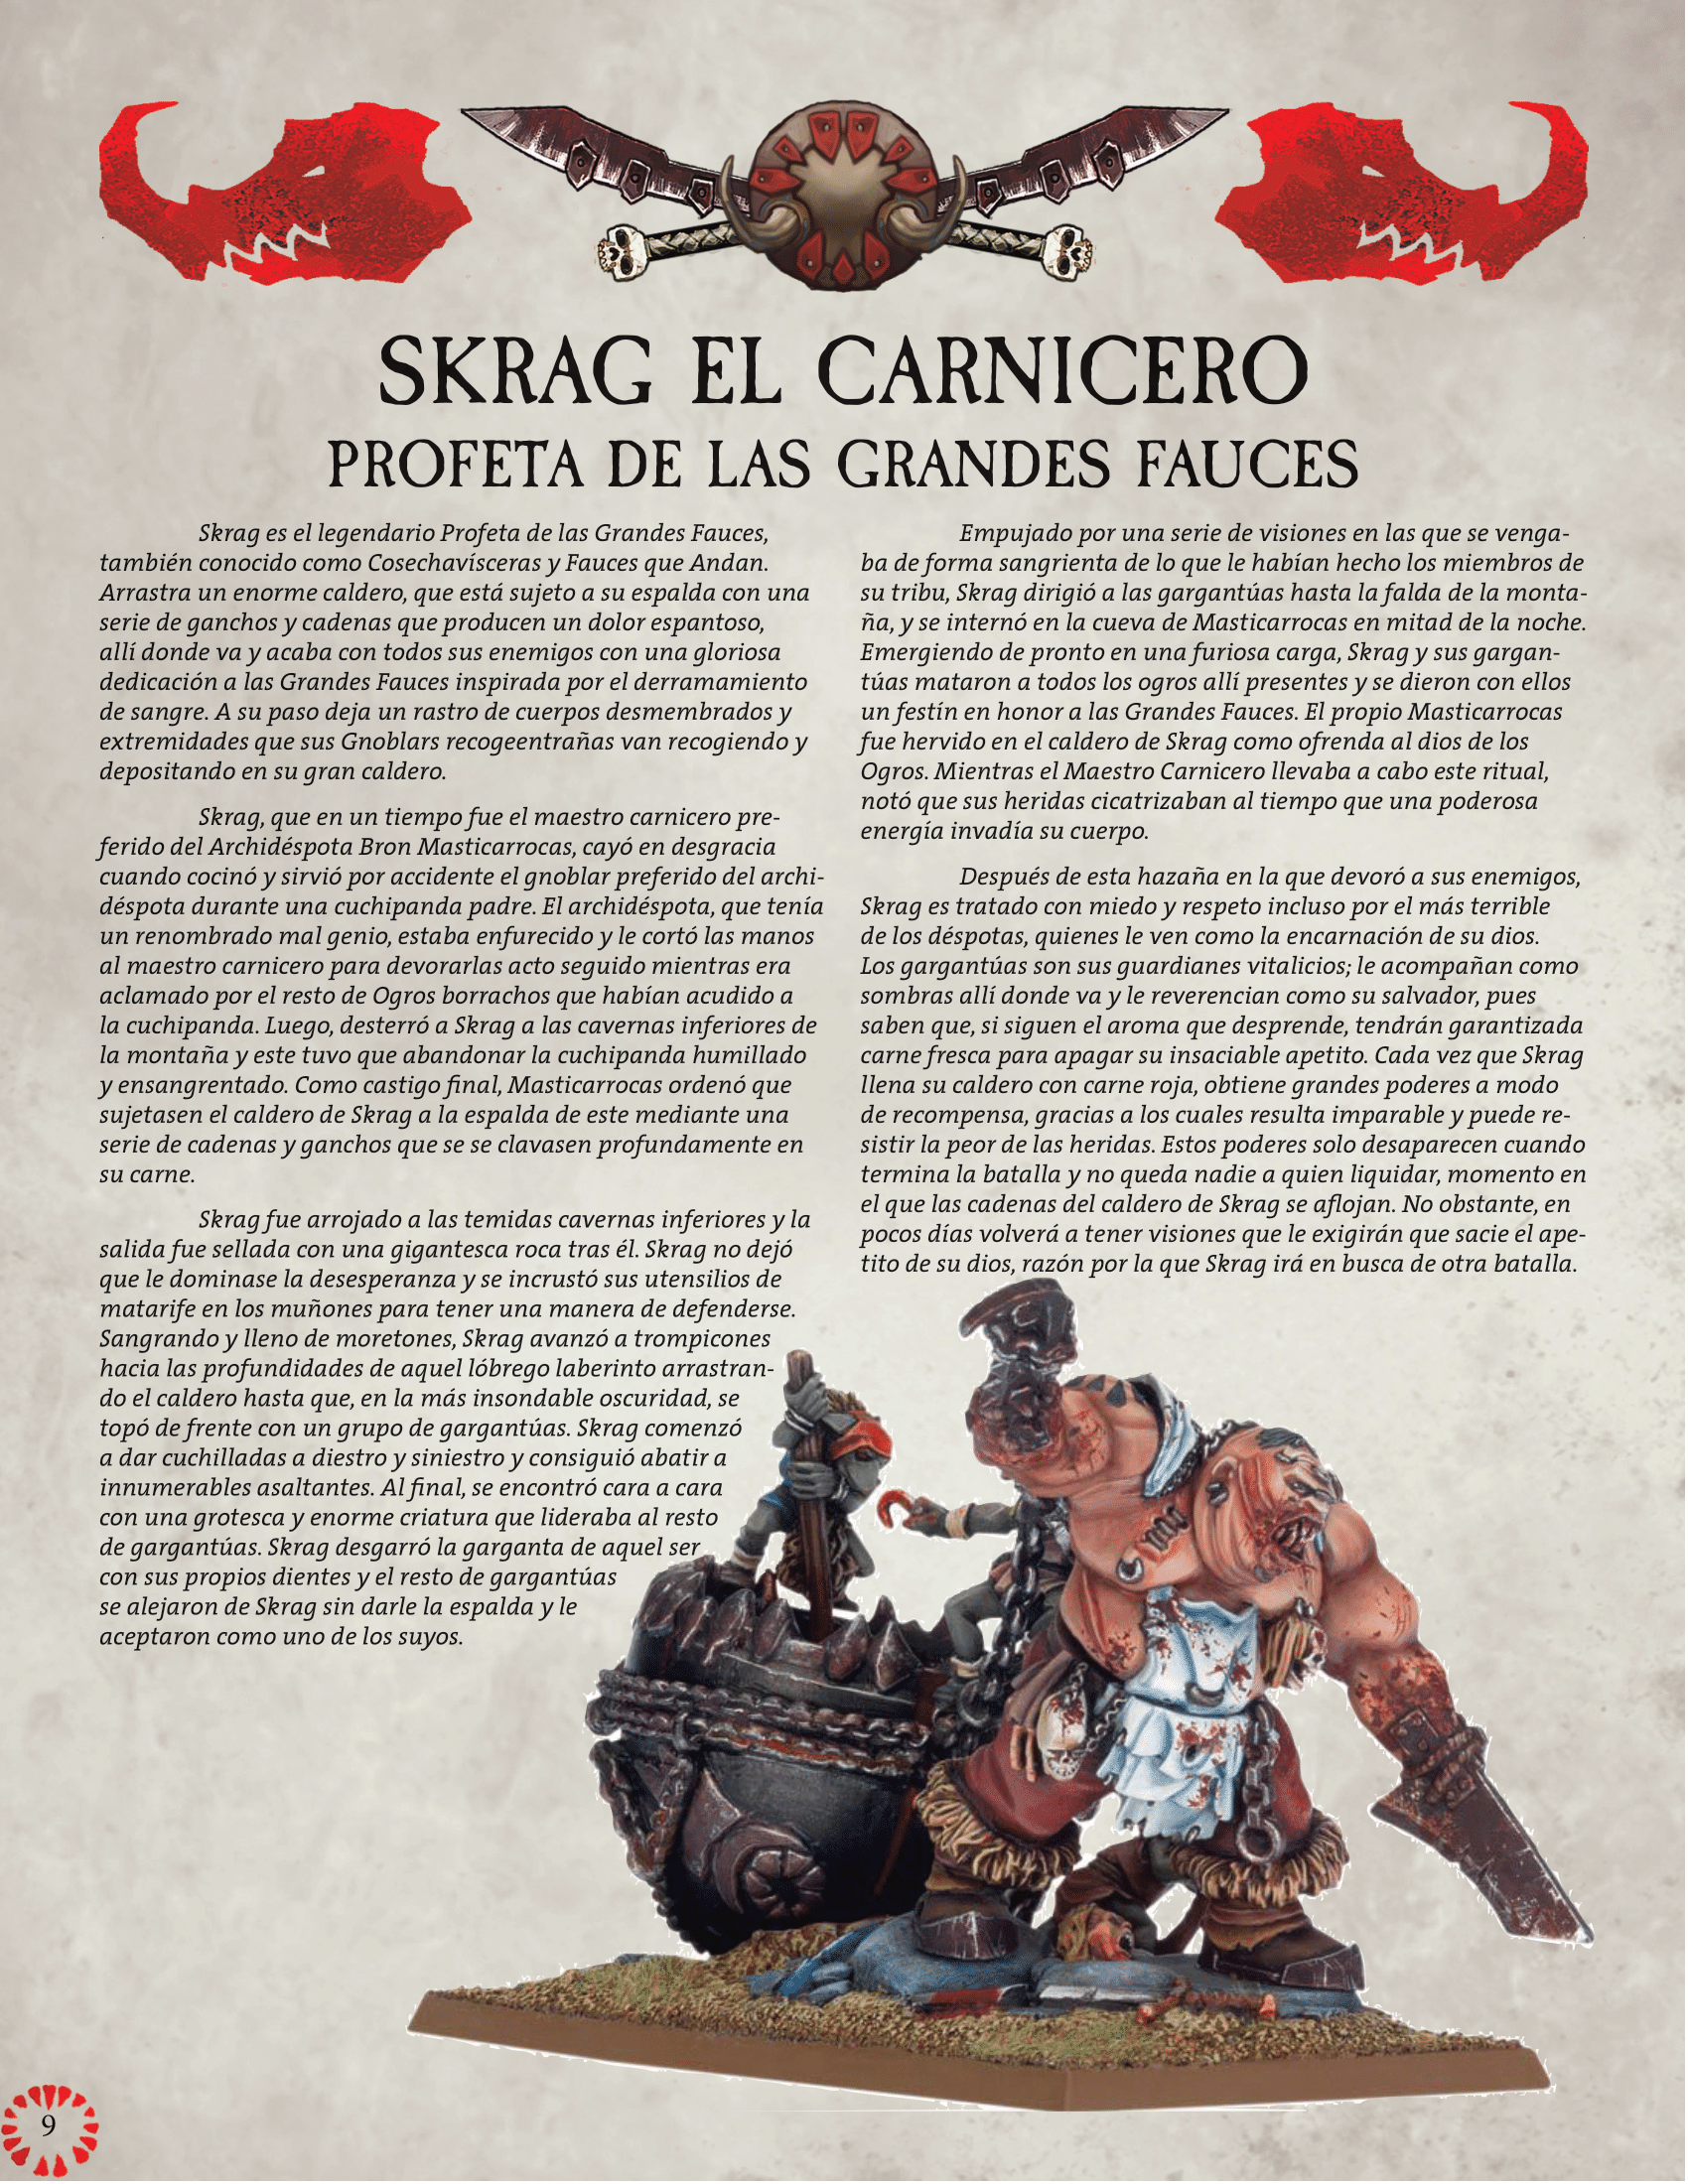 SKRAG EL CARNICERO
PROFETA DE LAS GRANDES FAUCES
Skrag es el legendario Profeta de las Grandes Fauces,
también conocido como Cosechavísceras y Fauces que Andan.
Arrastra un enorme caldero, que está sujeto a su espalda con una
serie de ganchos y cadenas que producen un dolor espantoso,
allí donde va y acaba con todos sus enemigos con una gloriosa
dedicación a las Grandes Fauces inspirada por el derramamiento
de sangre. A su paso deja un rastro de cuerpos desmembrados y
extremidades que sus Gnoblars recogeentrañas van recogiendo y
depositando en su gran caldero.
Skrag, que en un tiempo fue el maestro carnicero pre-
ferido del Archidéspota Bron Masticarrocas, cayó en desgracia
cuando cocinó y sirvió por accidente el gnoblar preferido del archi-
déspota durante una cuchipanda padre. El archidéspota, que tenía
un renombrado mal genio, estaba enfurecido y le cortó las manos
al maestro carnicero para devorarlas acto seguido mientras era
aclamado por el resto de Ogros borrachos que habían acudido a
la cuchipanda. Luego, desterró a Skrag a las cavernas inferiores de
la montaña y este tuvo que abandonar la cuchipanda humillado
y ensangrentado. Como castigo final, Masticarrocas ordenó que
sujetasen el caldero de Skrag a la espalda de este mediante una
serie de cadenas y ganchos que se se clavasen profundamente en
su carne.
Skrag fue arrojado a las temidas cavernas inferiores y la
salida fue sellada con una gigantesca roca tras él. Skrag no dejó
que le dominase la desesperanza y se incrustó sus utensilios de
matarife en los muñones para tener una manera de defenderse.
Sangrando y lleno de moretones, Skrag avanzó a trompicones
hacia las profundidades de aquel lóbrego laberinto arrastran-
do el caldero hasta que, en la más insondable oscuridad, se
topó de frente con un grupo de gargantúas. Skrag comenzó
a dar cuchilladas a diestro y siniestro y consiguió abatir a
innumerables asaltantes. Al final, se encontró cara a cara
con una grotesca y enorme criatura que lideraba al resto
de gargantúas. Skrag desgarró la garganta de aquel ser
con sus propios dientes y el resto de gargantúas
se alejaron de Skrag sin darle la espalda y le
aceptaron como uno de los suyos.
Empujado por una serie de visiones en las que se venga-
ba de forma sangrienta de lo que le habían hecho los miembros de
su tribu, Skrag dirigió a las gargantúas hasta la falda de la monta-
ña, y se internó en la cueva de Masticarrocas en mitad de la noche.
Emergiendo de pronto en una furiosa carga, Skrag y sus gargan-
túas mataron a todos los ogros allí presentes y se dieron con ellos
un festín en honor a las Grandes Fauces. El propio Masticarrocas
fue hervido en el caldero de Skrag como ofrenda al dios de los
Ogros. Mientras el Maestro Carnicero llevaba a cabo este ritual,
notó que sus heridas cicatrizaban al tiempo que una poderosa
energía invadía su cuerpo.
Después de esta hazaña en la que devoró a sus enemigos,
Skrag es tratado con miedo y respeto incluso por el más terrible
de los déspotas, quienes le ven como la encarnación de su dios.
Los gargantúas son sus guardianes vitalicios; le acompañan como
sombras allí donde va y le reverencian como su salvador, pues
saben que, si siguen el aroma que desprende, tendrán garantizada
carne fresca para apagar su insaciable apetito. Cada vez que Skrag
llena su caldero con carne roja, obtiene grandes poderes a modo
de recompensa, gracias a los cuales resulta imparable y puede re-
sistir la peor de las heridas. Estos poderes solo desaparecen cuando
termina la batalla y no queda nadie a quien liquidar, momento en
el que las cadenas del caldero de Skrag se aflojan. No obstante, en
pocos días volverá a tener visiones que le exigirán que sacie el ape-
tito de su dios, razón por la que Skrag irá en busca de otra batalla.
9